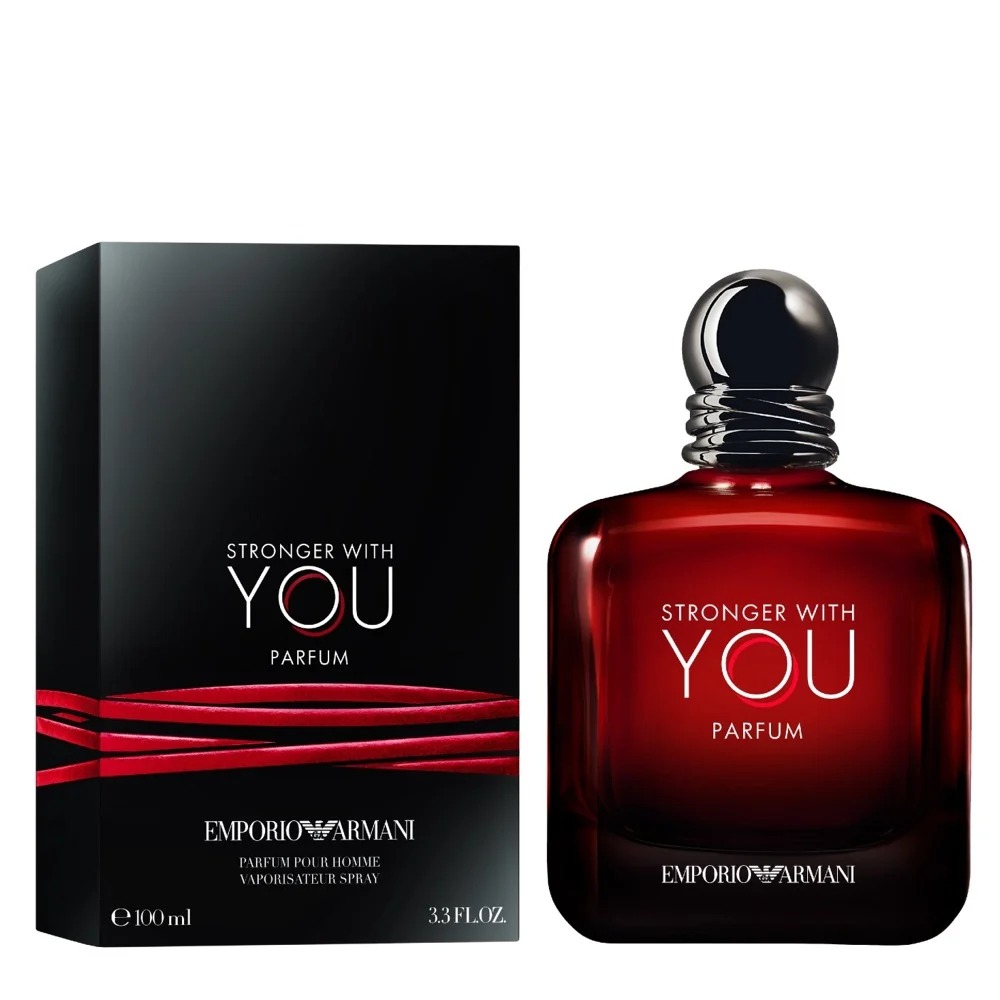 STRONGER WITH
YOU
PARFUM
EMPORIO ARMANI
PARFUM POUR HOMME
VAPORISATEUR SPRAY
℮100 ml
3.3 FL.OZ.
STRONGER WITH
YOU
PARFUM
EMPORIO ARMANI